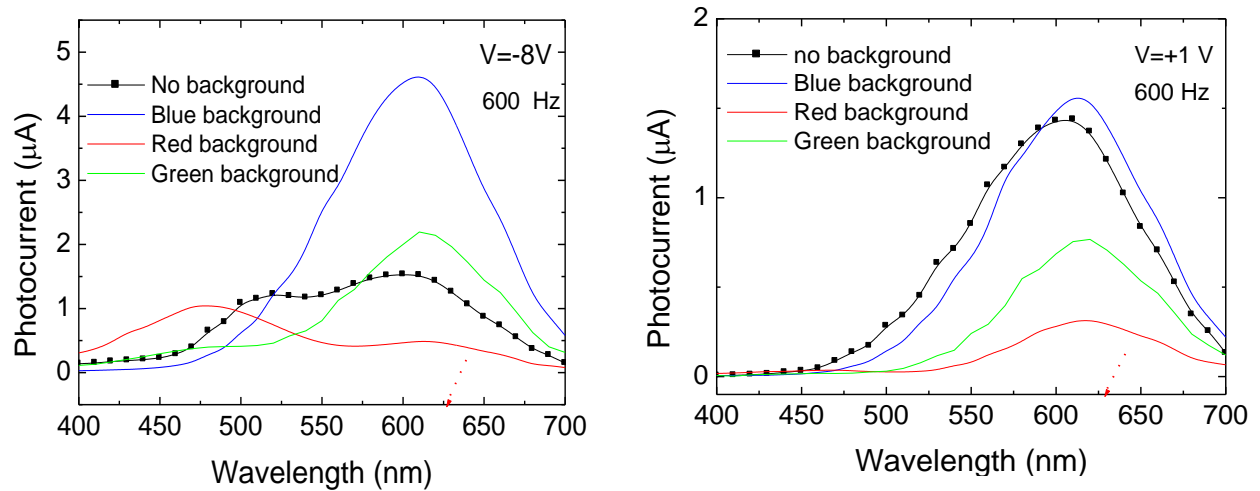 V=-8V
600 Hz
No background
Blue background
Red background
Green background
Photocurrent (µA)
5
4
3
2
1
0
400 450 500 550 600 650 700
Wavelength (nm)
V=+1 V
600 Hz
no background
Blue background
Red background
Green background
Photocurrent (µA)
2
1
0
400 450 500 550 600 650 700
Wavelength (nm)